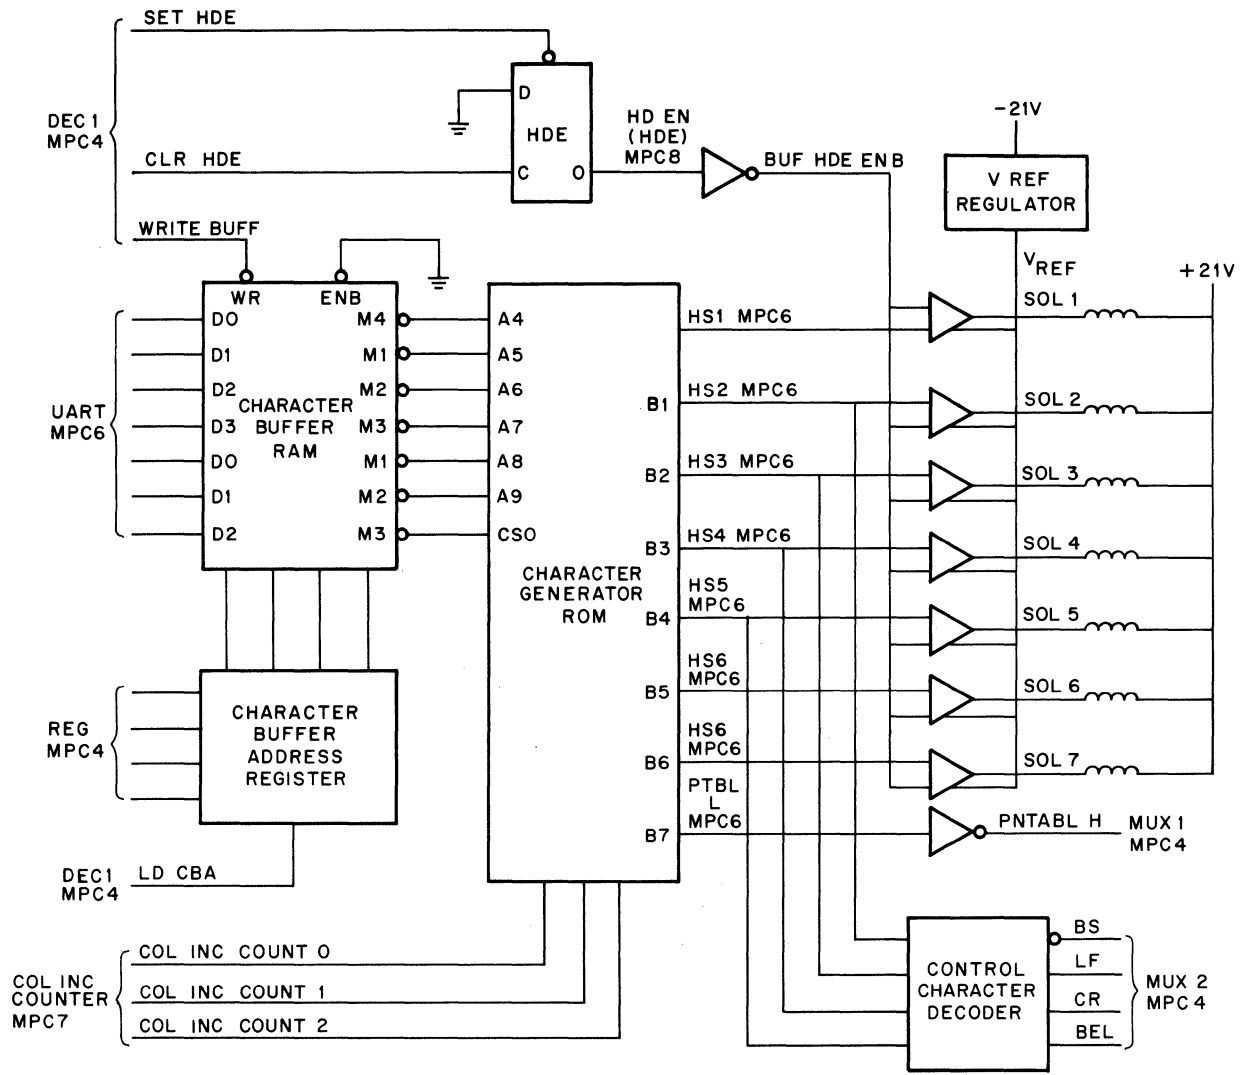 SET HDE
DEC1
MPC4
D
HDE
CLR HDE
C
O
HD EN
(HDE)
MPC8
BUF HDE ENB
-21V
V REF
REGULATOR
VREF
+21V
WRITE BUFF
WR
ENB
UART
MPC6
D0
D1
D2
D3
D0
D1
D2
CHARACTER
BUFFER
RAM
M4
M1
M2
M3
M1
M2
M3
A4
A5
A6
A7
A8
A9
CSO
CHARACTER
GENERATOR
ROM
B1
B2
B3
B4
B5
B6
B7
HS1 MPC6
HS2 MPC6
HS3 MPC6
HS4 MPC6
HS5
MPC6
HS6
MPC6
HS6
MPC6
PTBL
L
MPC6
SOL 1
SOL 2
SOL 3
SOL 4
SOL 5
SOL 6
SOL 7
PNTABL H
MUX 1
MPC4
REG
MPC4
CHARACTER
BUFFER
ADDRESS
REGISTER
DEC1
MPC4
LD CBA
COL INC
COUNTER
MPC7
COL INC COUNT 0
COL INC COUNT 1
COL INC COUNT 2
CONTROL
CHARACTER
DECODER
BS
LF
CR
BEL
MUX 2
MPC4